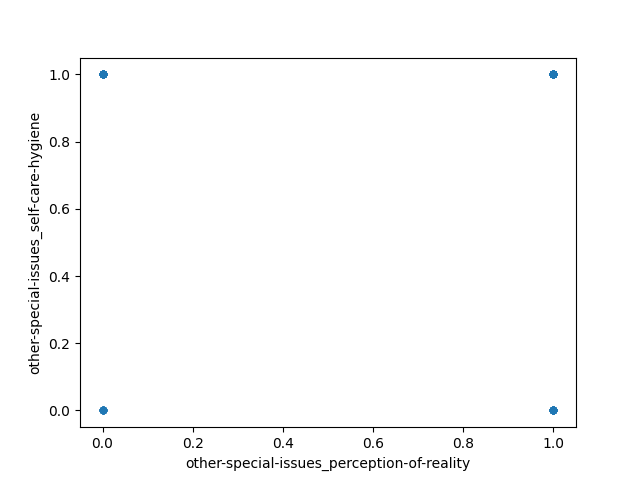 1.0
0.8
0.6
0.4
0.2
0.0
other-special-issues_self-care-hygiene
0.0 0.2 0.4 0.6 0.8 1.0
other-special-issues_perception-of-reality